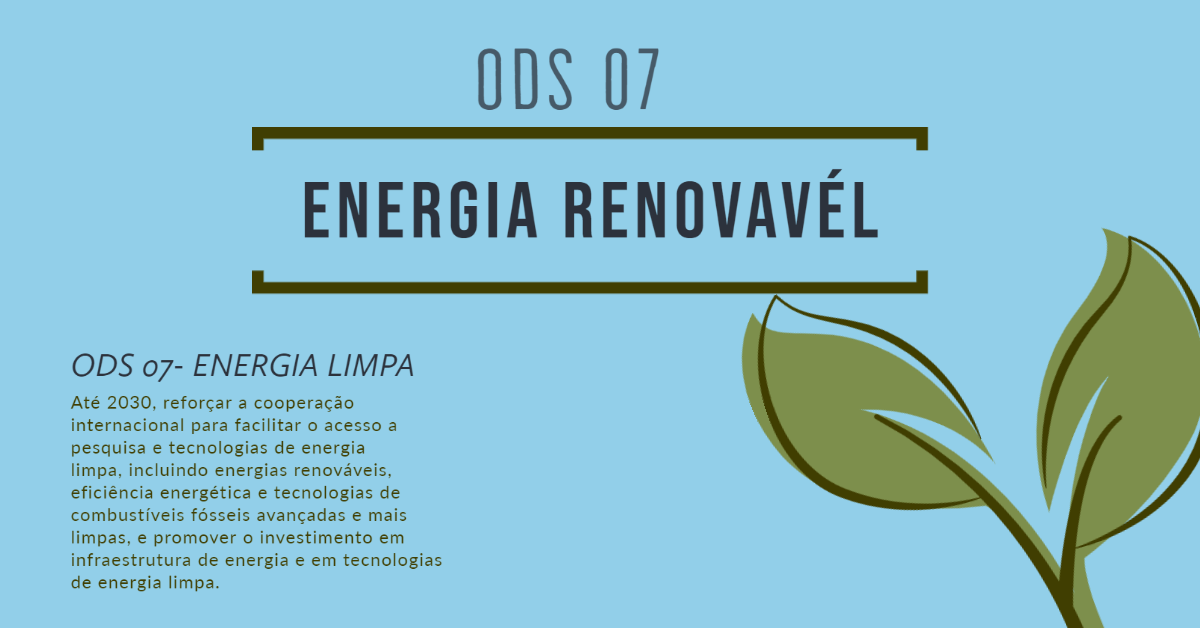 ODS 07
ENERGIA RENOVAVÉL
ODS 07- ENERGIA LIMPA
Até 2030, reforçar a cooperação
internacional para facilitar o acesso a
pesquisa e tecnologias de energia
limpa, incluindo energias renováveis,
eficiência energética e tecnologias de
combustíveis fósseis avançadas e mais
limpas, e promover o investimento em
infraestrutura de energia e em tecnologias
de energia limpa.